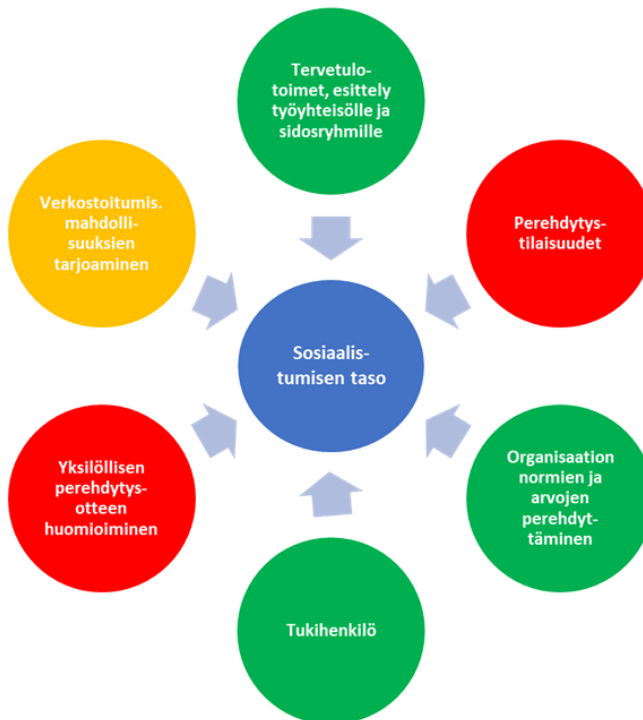 Tervetulo-
toimet, esittely
työyhteisölle ja
sidosryhmille
Verkostoitumis.
mahdolli-
suuksien
tarjoaminen
Perehdytys-
tilaisuudet
Sosiaalis-
tumisen taso
Yksilöllisen
perehdytys-
otteen
huomioiminen
Organisaation
normien ja
arvojen
perehdyt-
täminen
Tukihenkilö